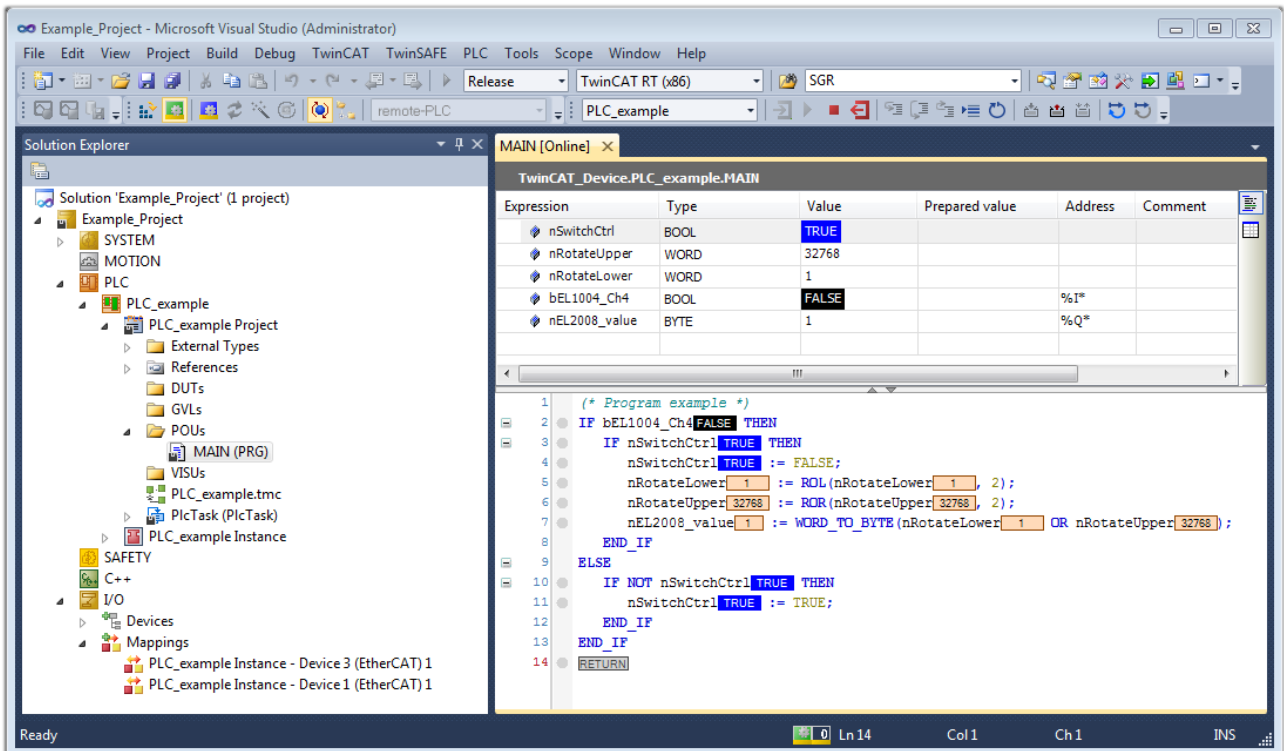 Example_Project - Microsoft Visual Studio (Administrator)
File Edit View Project Build Debug TwinCAT TwinSAFE PLC Tools Scope Window Help
Release TwinCAT RT (x86) SGR
remote-PLC PLC_example
Solution Explorer
Solution 'Example_Project' (1 project)
Example_Project
SYSTEM
MOTION
PLC
PLC_example
PLC_example Project
External Types
References
DUTs
GVLs
POUs
MAIN (PRG)
VISUs
PLC_example.tmc
PlcTask (PlcTask)
PLC_example Instance
SAFETY
C++
I/O
Devices
Mappings
PLC_example Instance - Device 3 (EtherCAT) 1
PLC_example Instance - Device 1 (EtherCAT) 1
MAIN [Online]
TwinCAT_Device.PLC_example.MAIN
Expression Type Value Prepared value Address Comment
nSwitchCtrl BOOL TRUE
nRotateUpper WORD 32768
nRotateLower WORD 1
bEL1004_Ch4 BOOL FALSE %I*
nEL2008_value BYTE 1 %Q*
1 (* Program example *)
2 IF bEL1004_Ch4 FALSE THEN
3 IF nSwitchCtrl TRUE THEN
4 nSwitchCtrl TRUE := FALSE;
5 nRotateLower 1 := ROL(nRotateLower 1 , 2);
6 nRotateUpper 32768 := ROR(nRotateUpper 32768 , 2);
7 nEL2008_value 1 := WORD_TO_BYTE(nRotateLower 1 OR nRotateUpper 32768 );
8 END_IF
9 ELSE
10 IF NOT nSwitchCtrl TRUE THEN
11 nSwitchCtrl TRUE := TRUE;
12 END_IF
13 END_IF
14 RETURN
Ready 0 Ln 14 Col 1 Ch 1 INS